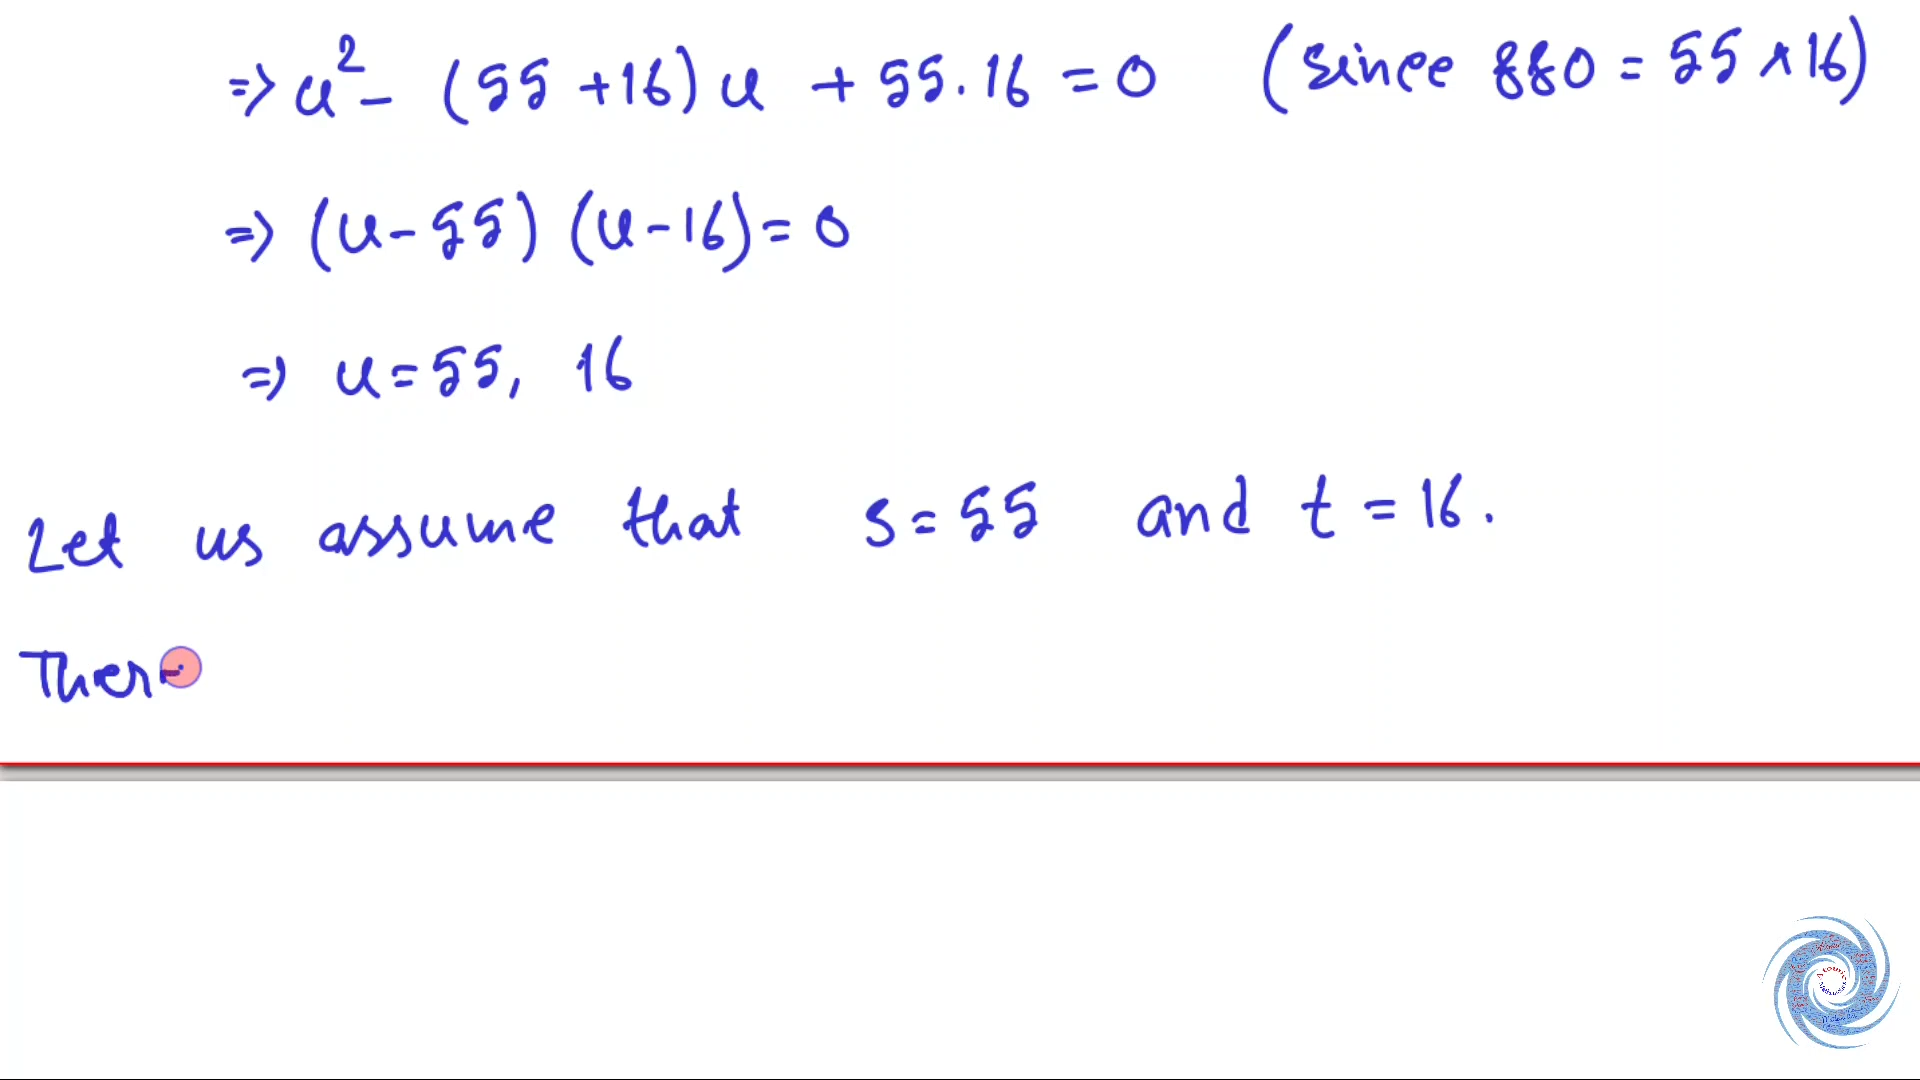 => u² - (55 + 16) u + 55.16 = 0 (since 880 = 55 × 16)
=> (u - 55) (u - 16) = 0
=> u = 55, 16
Let us assume that s = 55 and t = 16.
There